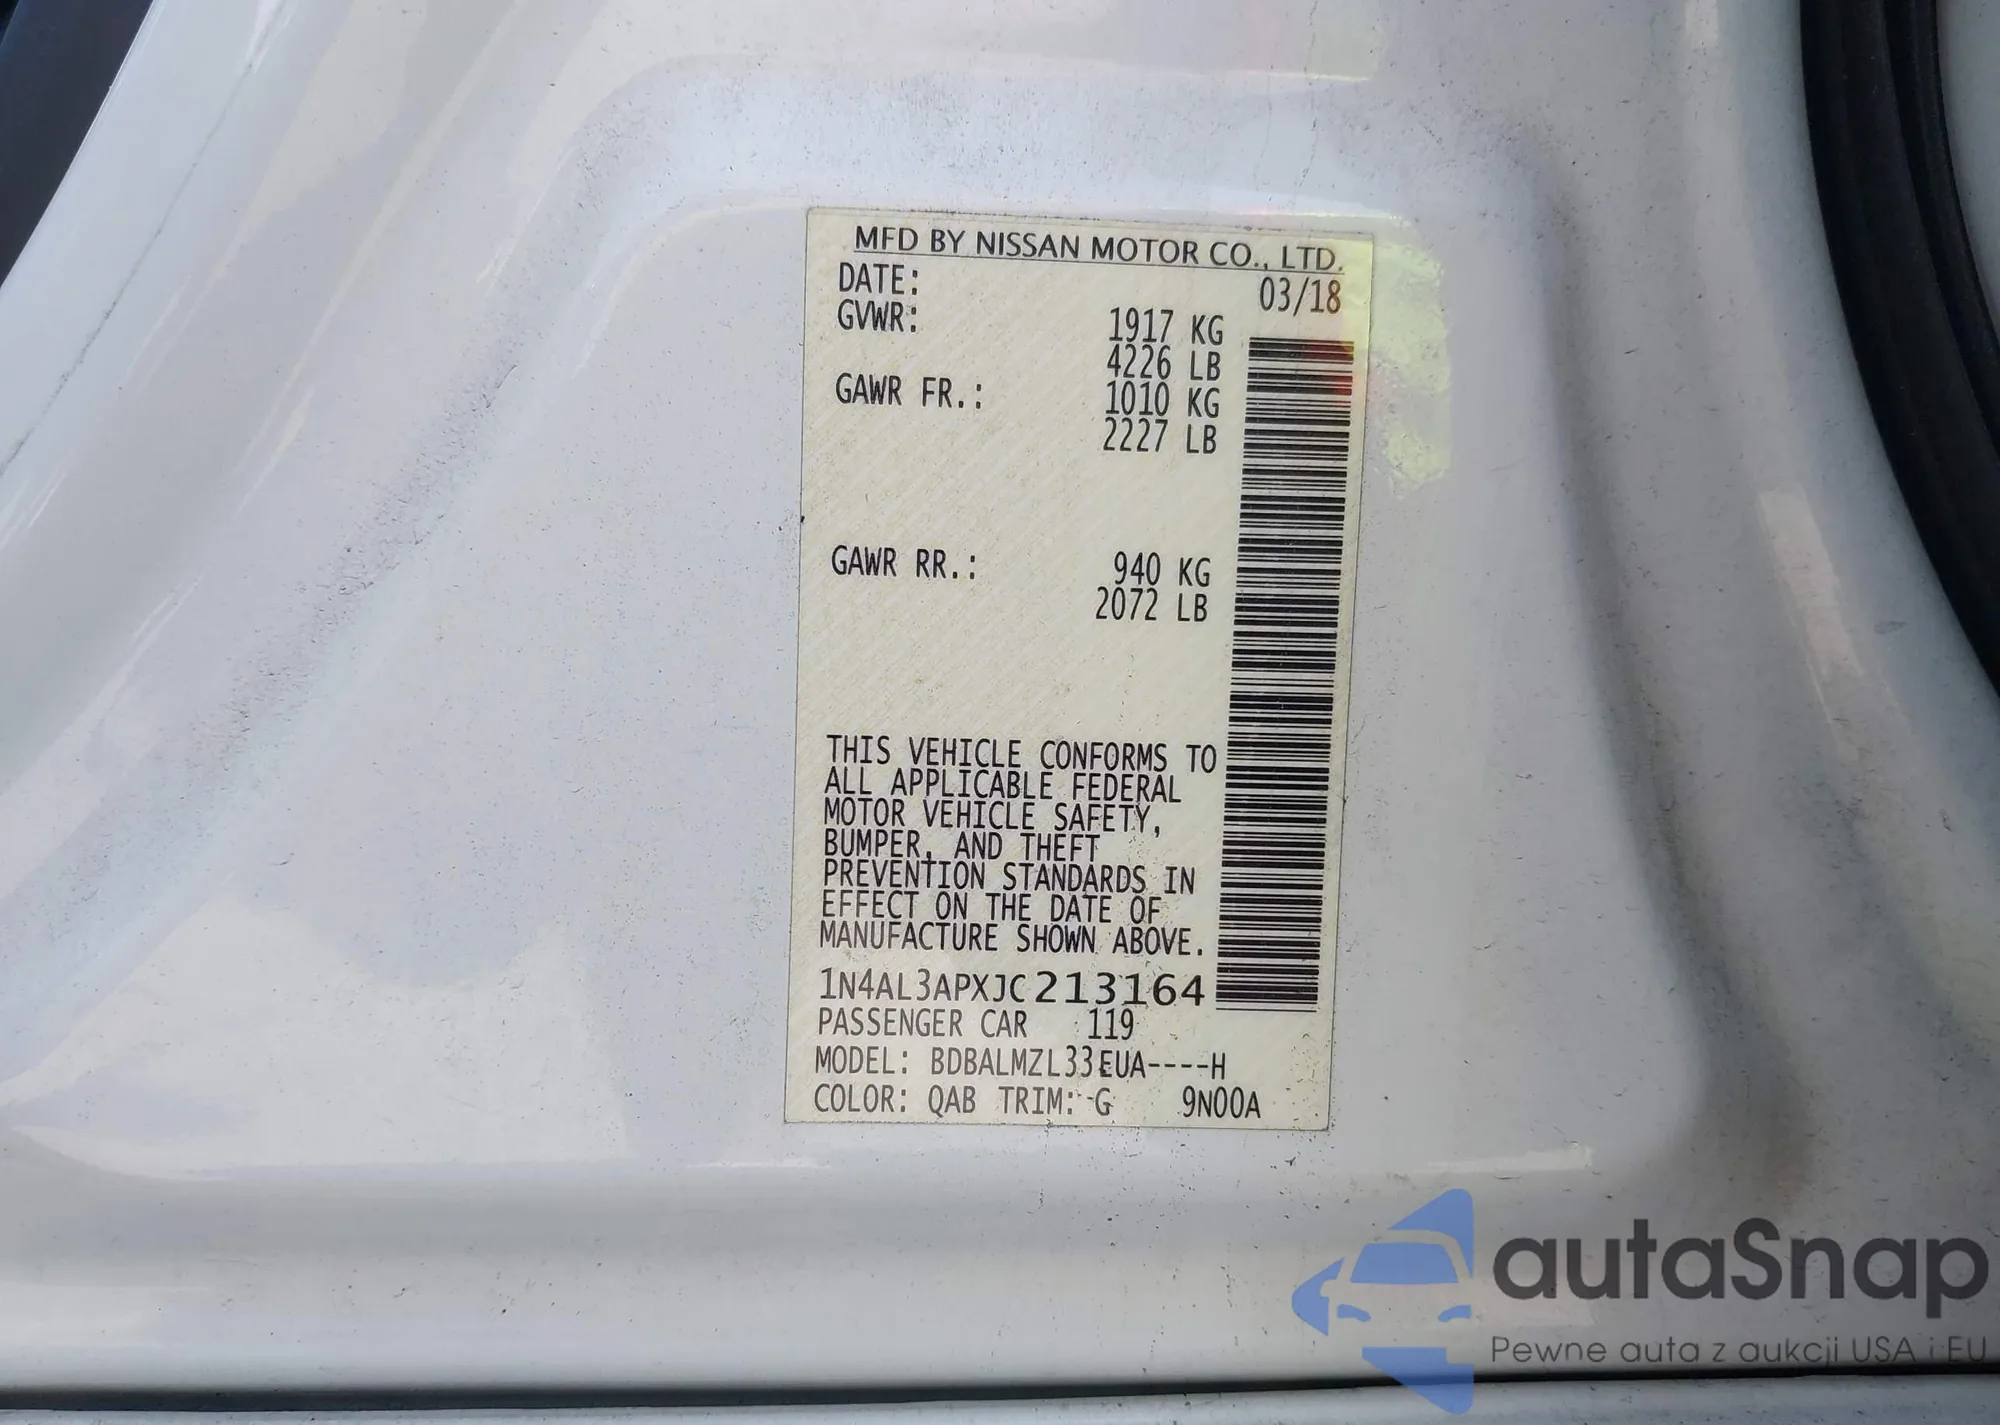 MFD BY NISSAN MOTOR CO., LTD.
DATE: 03/18
GVWR: 1917 KG
4226 LB
GAWR FR.: 1010 KG
2227 LB
GAWR RR.: 940 KG
2072 LB
THIS VEHICLE CONFORMS TO
ALL APPLICABLE FEDERAL
MOTOR VEHICLE SAFETY,
BUMPER, AND THEFT
PREVENTION STANDARDS IN
EFFECT ON THE DATE OF
MANUFACTURE SHOWN ABOVE.
1N4AL3APXJC213164
PASSENGER CAR 119
MODEL: BDBALMZL33EUA----H
COLOR: QAB TRIM: G 9N00A
autaSnap
Pewne auta z aukcji USA i EU